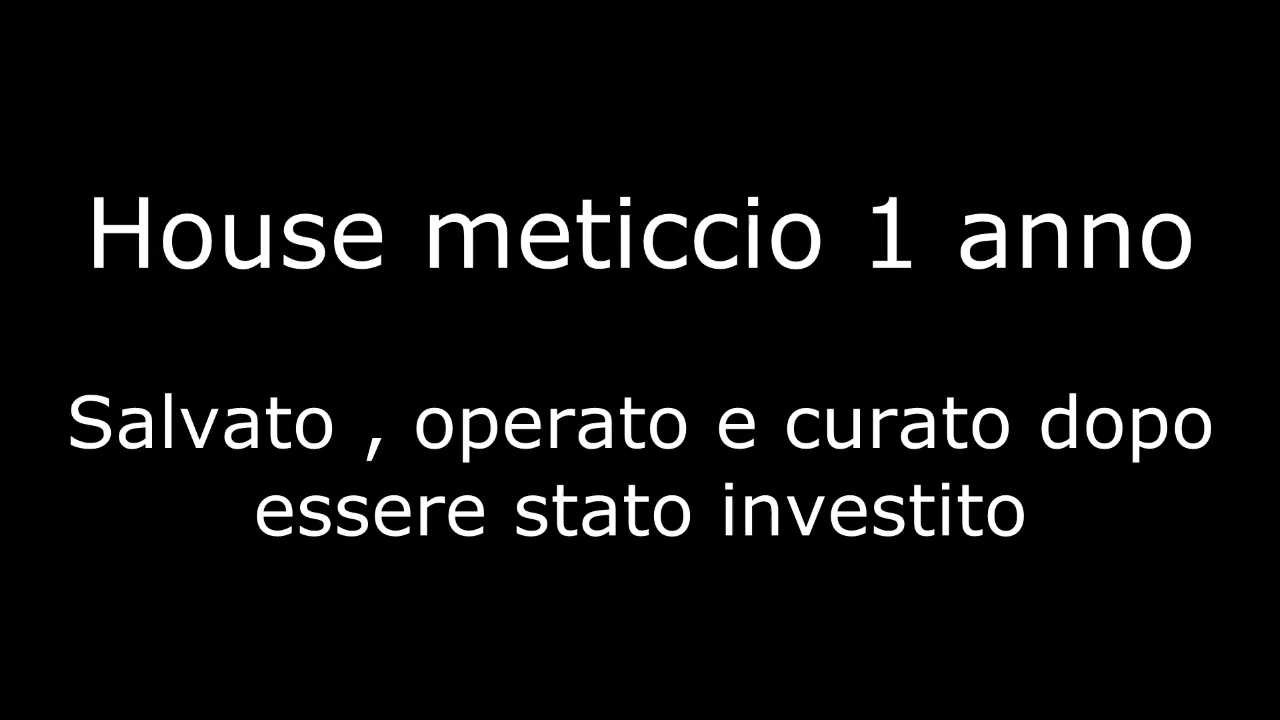 House meticcio 1 anno
Salvato , operato e curato dopo
essere stato investito